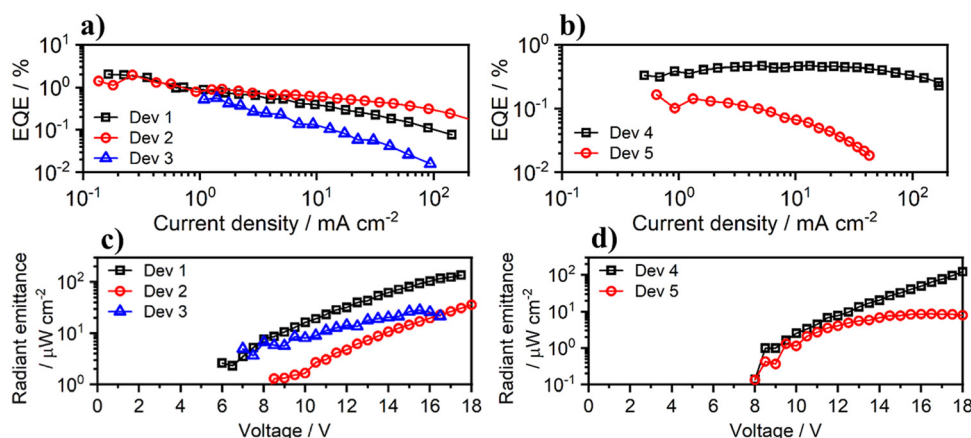 a)
EQE / %
10¹
10⁰
10⁻¹
10⁻²
Dev 1
Dev 2
Dev 3
10⁻¹ 10⁰ 10¹ 10²
Current density / mA cm⁻²
b)
EQE / %
10⁰
10⁻¹
10⁻²
Dev 4
Dev 5
10⁻¹ 10⁰ 10¹ 10²
Current density / mA cm⁻²
c)
Radiant emittance
/ μW cm⁻²
10²
10¹
10⁰
Dev 1
Dev 2
Dev 3
0 2 4 6 8 10 12 14 16 18
Voltage / V
d)
Radiant emittance
/ μW cm⁻²
10²
10¹
10⁰
10⁻¹
Dev 4
Dev 5
0 2 4 6 8 10 12 14 16 18
Voltage / V